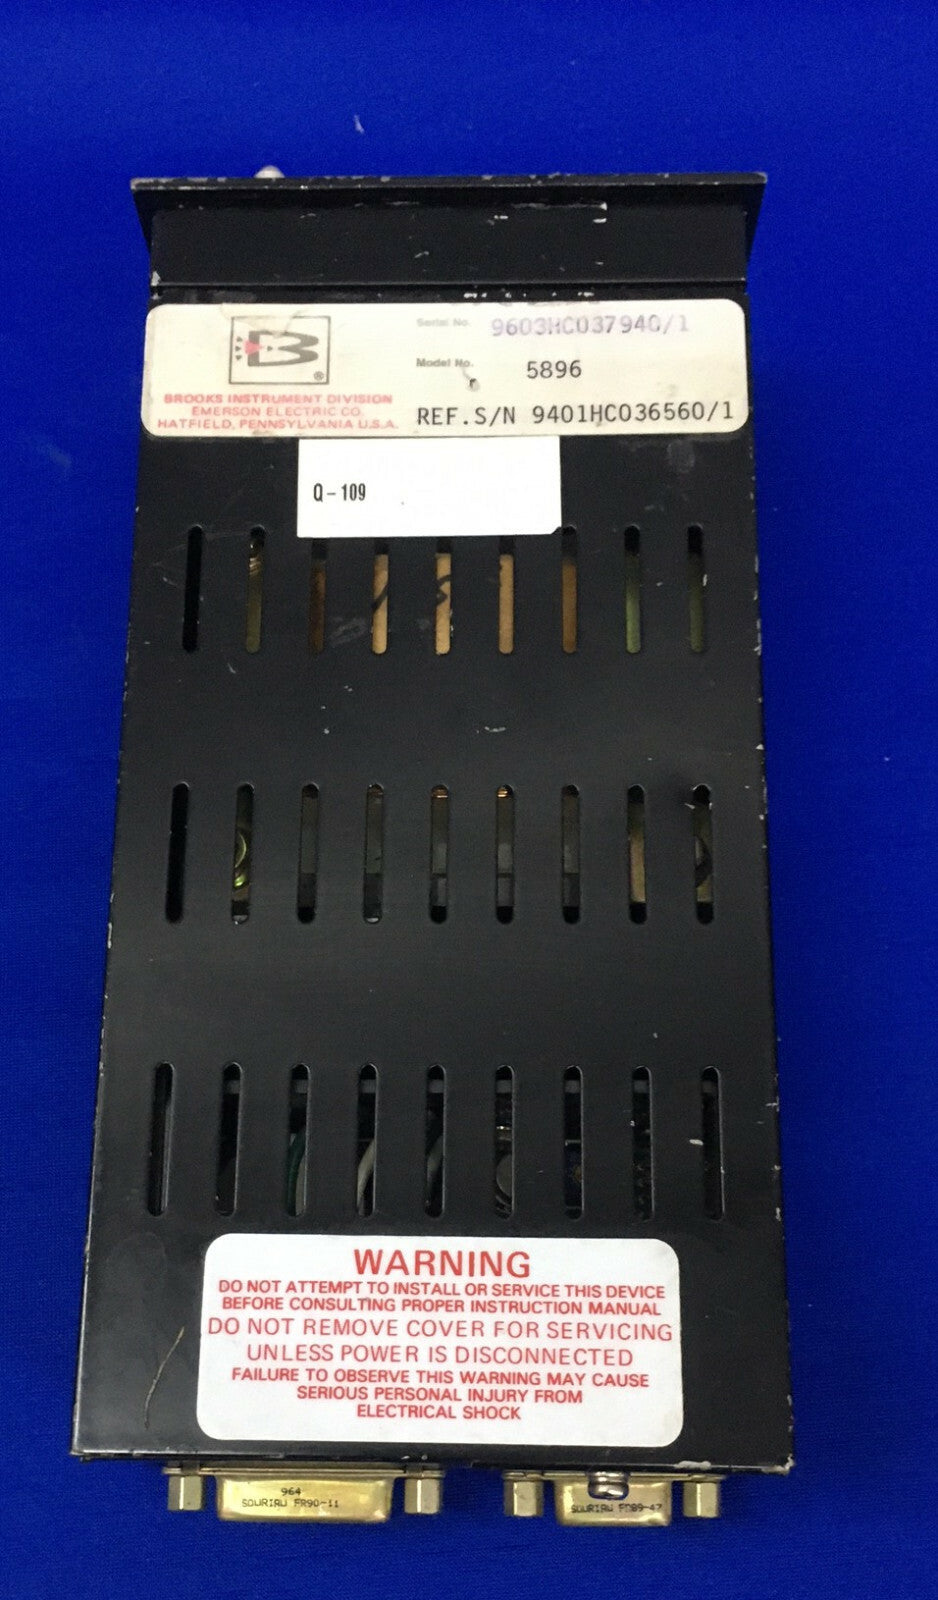 B
®
BROOKS INSTRUMENT DIVISION
EMERSON ELECTRIC CO.
HATFIELD, PENNSYLVANIA U.S.A.
Serial No. 9603HC037940/1
Model No. 5896
REF.S/N 9401HC036560/1
Q-109
WARNING
DO NOT ATTEMPT TO INSTALL OR SERVICE THIS DEVICE
BEFORE CONSULTING PROPER INSTRUCTION MANUAL
DO NOT REMOVE COVER FOR SERVICING
UNLESS POWER IS DISCONNECTED
FAILURE TO OBSERVE THIS WARNING MAY CAUSE
SERIOUS PERSONAL INJURY FROM
ELECTRICAL SHOCK
964
SOURIAU FR90-11
SOURIAU